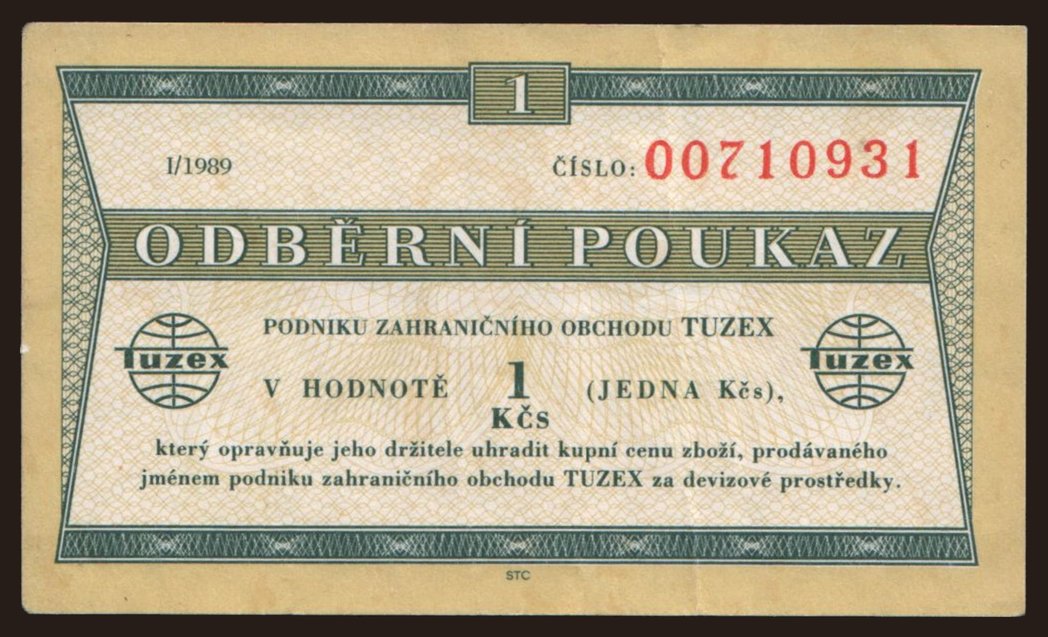 1
I/1989 ČÍSLO: 00710931
ODBĚRNÍ POUKAZ
PODNIKU ZAHRANIČNÍHO OBCHODU TUZEX
Tuzex
Tuzex
V HODNOTĚ 1 (JEDNA Kčs),
Kčs
který opravňuje jeho držitele uhradit kupní cenu zboží, prodávaného
jménem podniku zahraničního obchodu TUZEX za devizové prostředky.
STC